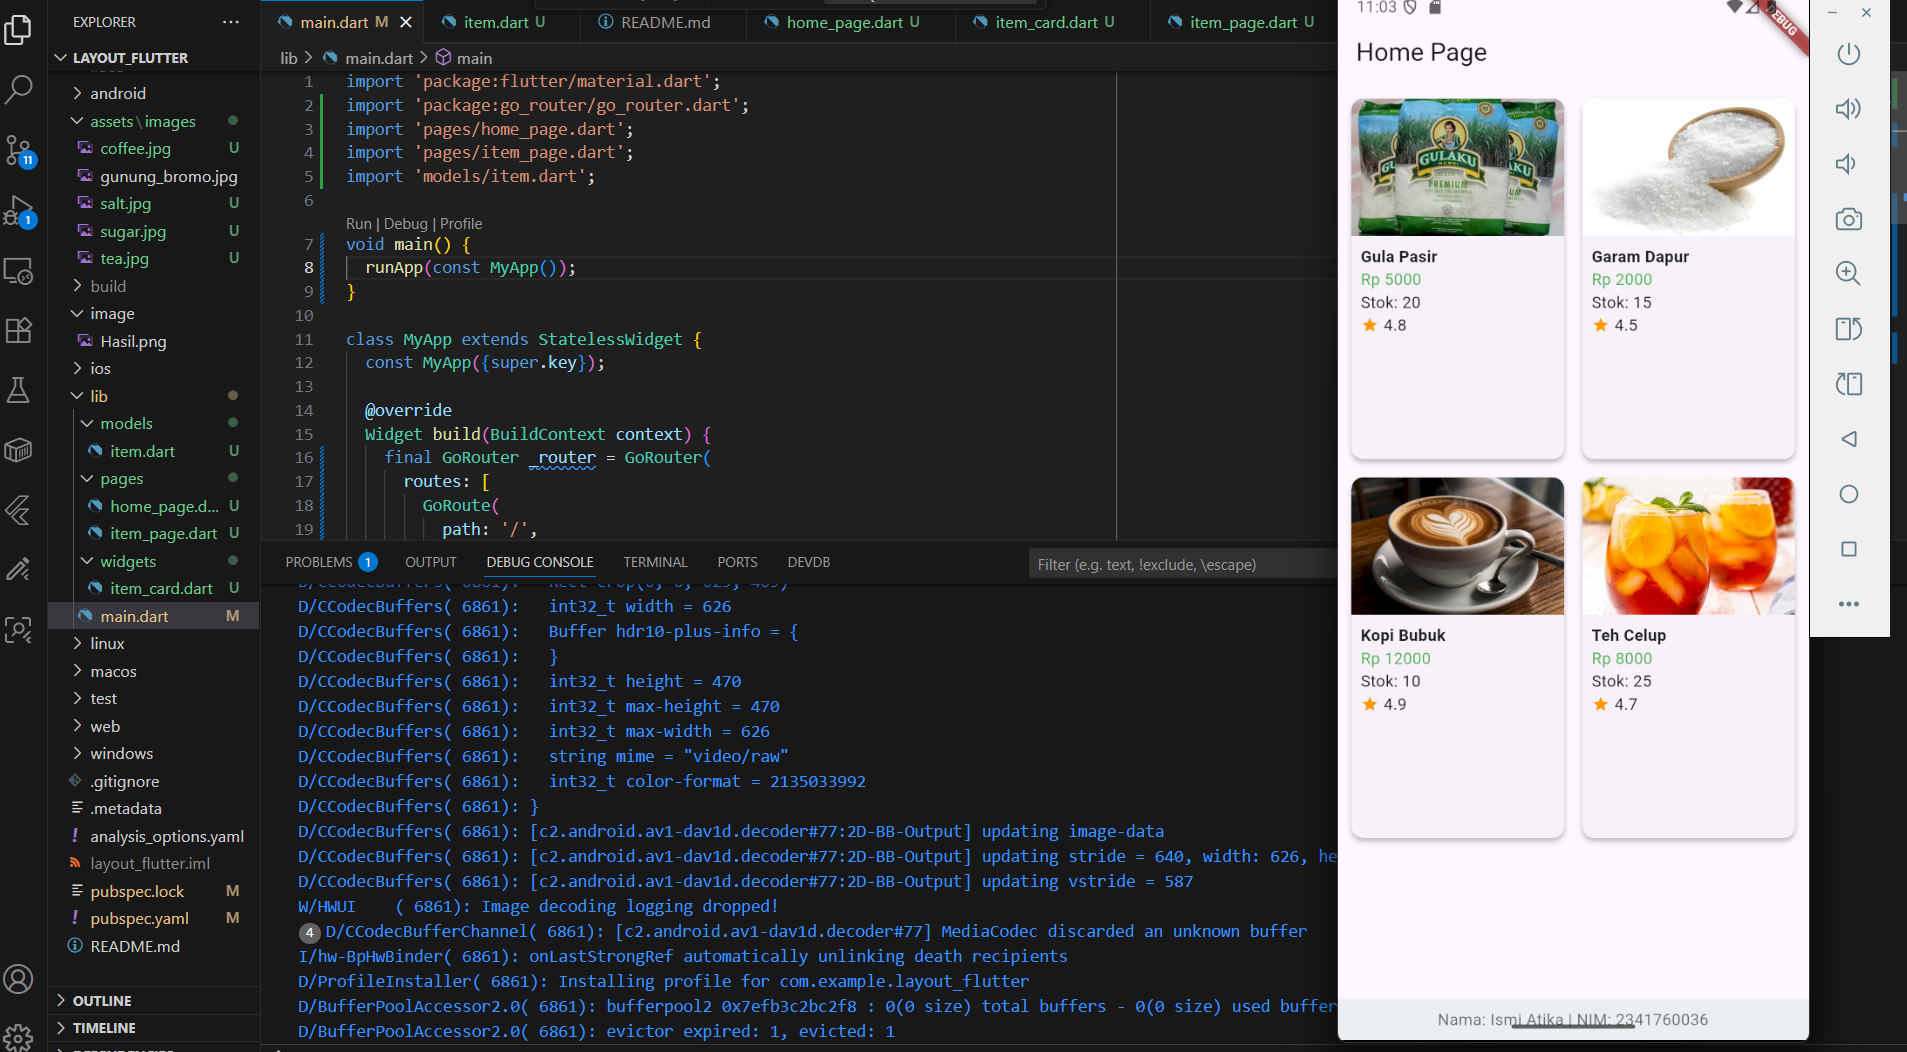 EXPLORER
LAYOUT_FLUTTER
android
assets\images
coffee.jpg U
gunung_bromo.jpg
salt.jpg U
sugar.jpg U
tea.jpg U
build
image
Hasil.png
ios
lib
models
item.dart U
pages
home_page.d... U
item_page.dart U
widgets
item_card.dart U
main.dart M
linux
macos
test
web
windows
.gitignore
.metadata
analysis_options.yaml
layout_flutter.iml
pubspec.lock M
pubspec.yaml M
README.md
OUTLINE
TIMELINE
11
1
main.dart M
item.dart U
README.md
home_page.dart U
item_card.dart U
item_page.dart U
lib > main.dart > main
1 import 'package:flutter/material.dart';
2 import 'package:go_router/go_router.dart';
3 import 'pages/home_page.dart';
4 import 'pages/item_page.dart';
5 import 'models/item.dart';
6
Run | Debug | Profile
7 void main() {
8 runApp(const MyApp());
9 }
10
11 class MyApp extends StatelessWidget {
12 const MyApp({super.key});
13
14 @override
15 Widget build(BuildContext context) {
16 final GoRouter _router = GoRouter(
17 routes: [
18 GoRoute(
19 path: '/',
PROBLEMS 1 OUTPUT DEBUG CONSOLE TERMINAL PORTS DEVDB
Filter (e.g. text, !exclude, \escape)
D/CCodecBuffers( 6861): int32_t width = 626
D/CCodecBuffers( 6861): Buffer hdr10-plus-info = {
D/CCodecBuffers( 6861): }
D/CCodecBuffers( 6861): int32_t height = 470
D/CCodecBuffers( 6861): int32_t max-height = 470
D/CCodecBuffers( 6861): int32_t max-width = 626
D/CCodecBuffers( 6861): string mime = "video/raw"
D/CCodecBuffers( 6861): int32_t color-format = 2135033992
D/CCodecBuffers( 6861): }
D/CCodecBuffers( 6861): [c2.android.av1-dav1d.decoder#77:2D-BB-Output] updating image-data
D/CCodecBuffers( 6861): [c2.android.av1-dav1d.decoder#77:2D-BB-Output] updating stride = 640, width: 626, he
D/CCodecBuffers( 6861): [c2.android.av1-dav1d.decoder#77:2D-BB-Output] updating vstride = 587
W/HWUI ( 6861): Image decoding logging dropped!
4 D/CCodecBufferChannel( 6861): [c2.android.av1-dav1d.decoder#77] MediaCodec discarded an unknown buffer
I/hw-BpHwBinder( 6861): onLastStrongRef automatically unlinking death recipients
D/ProfileInstaller( 6861): Installing profile for com.example.layout_flutter
D/BufferPoolAccessor2.0( 6861): bufferpool2 0x7efb3c2bc2f8 : 0(0 size) total buffers - 0(0 size) used buffer
D/BufferPoolAccessor2.0( 6861): evictor expired: 1, evicted: 1
11:03
Home Page
GULAKU
PREMIUM
Gula Pasir
Rp 5000
Stok: 20
4.8
Garam Dapur
Rp 2000
Stok: 15
4.5
Kopi Bubuk
Rp 12000
Stok: 10
4.9
Teh Celup
Rp 8000
Stok: 25
4.7
Nama: Ismi Atika | NIM: 2341760036